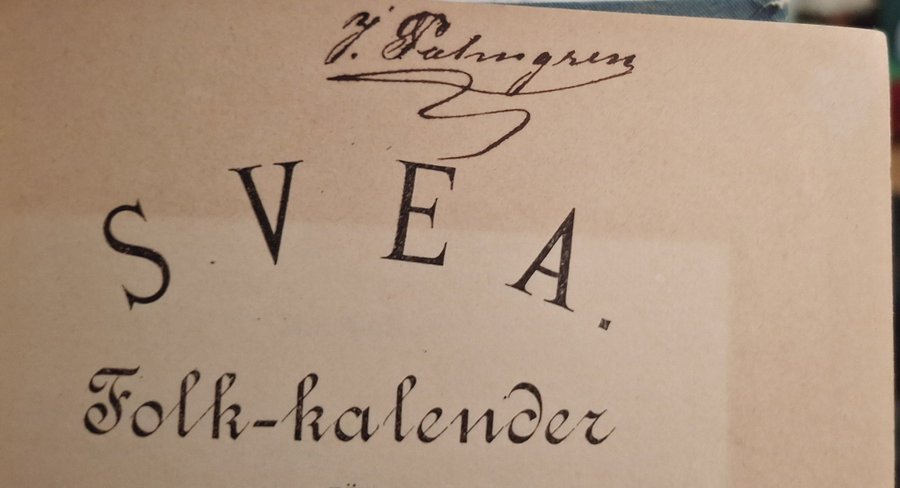 J. Palmgren
SVEA.
Folk-kalender